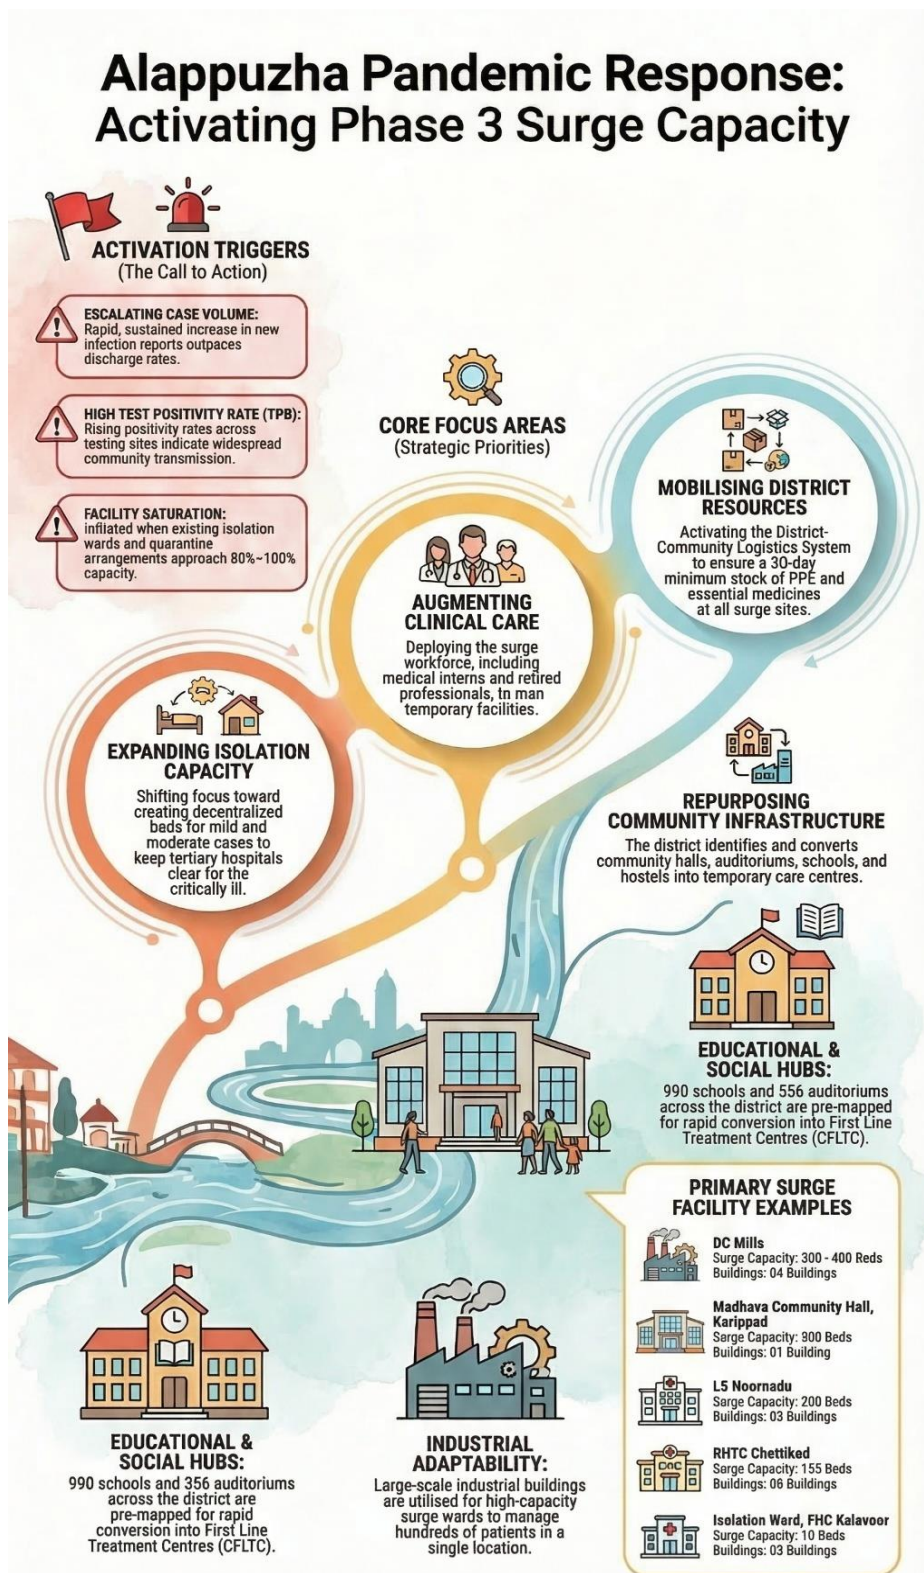 Alappuzha Pandemic Response:
Activating Phase 3 Surge Capacity
ACTIVATION TRIGGERS
(The Call to Action)
ESCALATING CASE VOLUME:
Rapid, sustained increase in new
infection reports outpaces
discharge rates.
HIGH TEST POSITIVITY RATE (TPB):
Rising positivity rates across
testing sites indicate widespread
community transmission.
FACILITY SATURATION:
infliated when existing isolation
wards and quarantine
arrangements approach 80%~100%
capacity.
CORE FOCUS AREAS
(Strategic Priorities)
EXPANDING ISOLATION
CAPACITY
Shifting focus toward
creating decentralized
beds for mild and
moderate cases to
keep tertiary hospitals
clear for the
critically ill.
AUGMENTING
CLINICAL CARE
Deploying the surge
workforce, including
medical interns and retired
professionals, tn man
temporary facilities.
MOBILISING DISTRICT
RESOURCES
Activating the District-
Community Logistics System
to ensure a 30-day
minimum stock of PPE and
essential medicines
at all surge sites.
REPURPOSING
COMMUNITY INFRASTRUCTURE
The district identifies and converts
community halls, auditoriums, schools, and
hostels into temporary care centres.
EDUCATIONAL &
SOCIAL HUBS:
990 schools and 556 auditoriums
across the district are pre-mapped
for rapid conversion into First Line
Treatment Centres (CFLTC).
EDUCATIONAL &
SOCIAL HUBS:
990 schools and 356 auditoriums
across the district are
pre-mapped for rapid
conversion into First Line
Treatment Centres (CFLTC).
INDUSTRIAL
ADAPTABILITY:
Large-scale industrial buildings
are utilised for high-capacity
surge wards to manage
hundreds of patients in a
single location.
PRIMARY SURGE
FACILITY EXAMPLES
DC Mills
Surge Capacity: 300 - 400 Reds
Buildings: 04 Buildings
Madhava Community Hall,
Karippad
Sarge Capacity: 300 Beds
Buildings: 01 Building
L5 Noornadu
Sarge Capacity: 200 Beds
Buildings: 03 Buildings
RHTC Chettiked
Serge Capacity: 155 Beds
Buildings: 06 Buildings
Isolation Ward, FHC Kalavoor
Surge Capacity: 10 Beds
Buildings: 03 Buildings